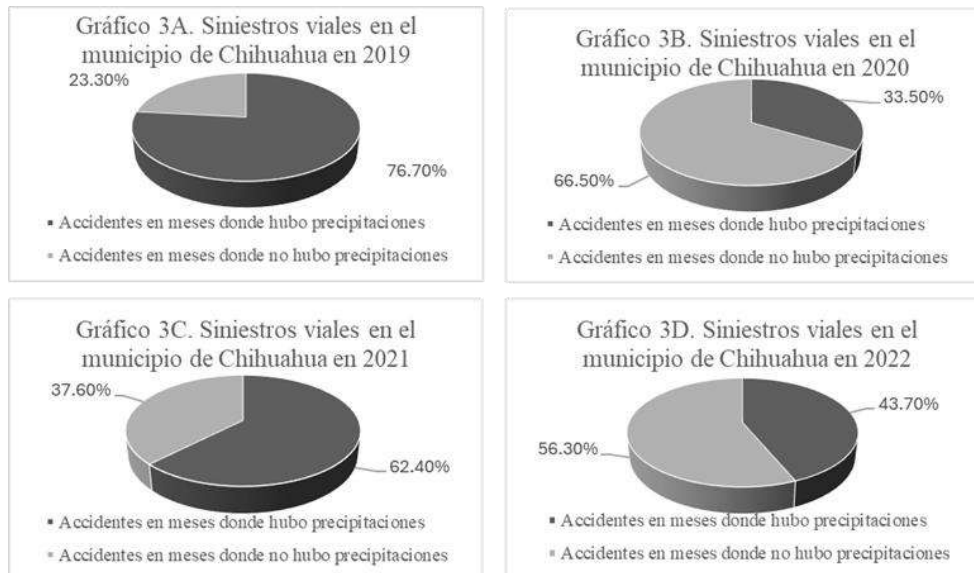 Gráfico 3A. Siniestros viales en el
municipio de Chihuahua en 2019
23.30%
76.70%
▪ Accidentes en meses donde hubo precipitaciones
▪ Accidentes en meses donde no hubo precipitaciones
Gráfico 3B. Siniestros viales en el
municipio de Chihuahua en 2020
33.50%
66.50%
▪ Accidentes en meses donde hubo precipitaciones
▪ Accidentes en meses donde no hubo precipitaciones
Gráfico 3C. Siniestros viales en el
municipio de Chihuahua en 2021
37.60%
62.40%
▪ Accidentes en meses donde hubo precipitaciones
▪ Accidentes en meses donde no hubo precipitaciones
Gráfico 3D. Siniestros viales en el
municipio de Chihuahua en 2022
43.70%
56.30%
▪ Accidentes en meses donde hubo precipitaciones
▪ Accidentes en meses donde no hubo precipitaciones